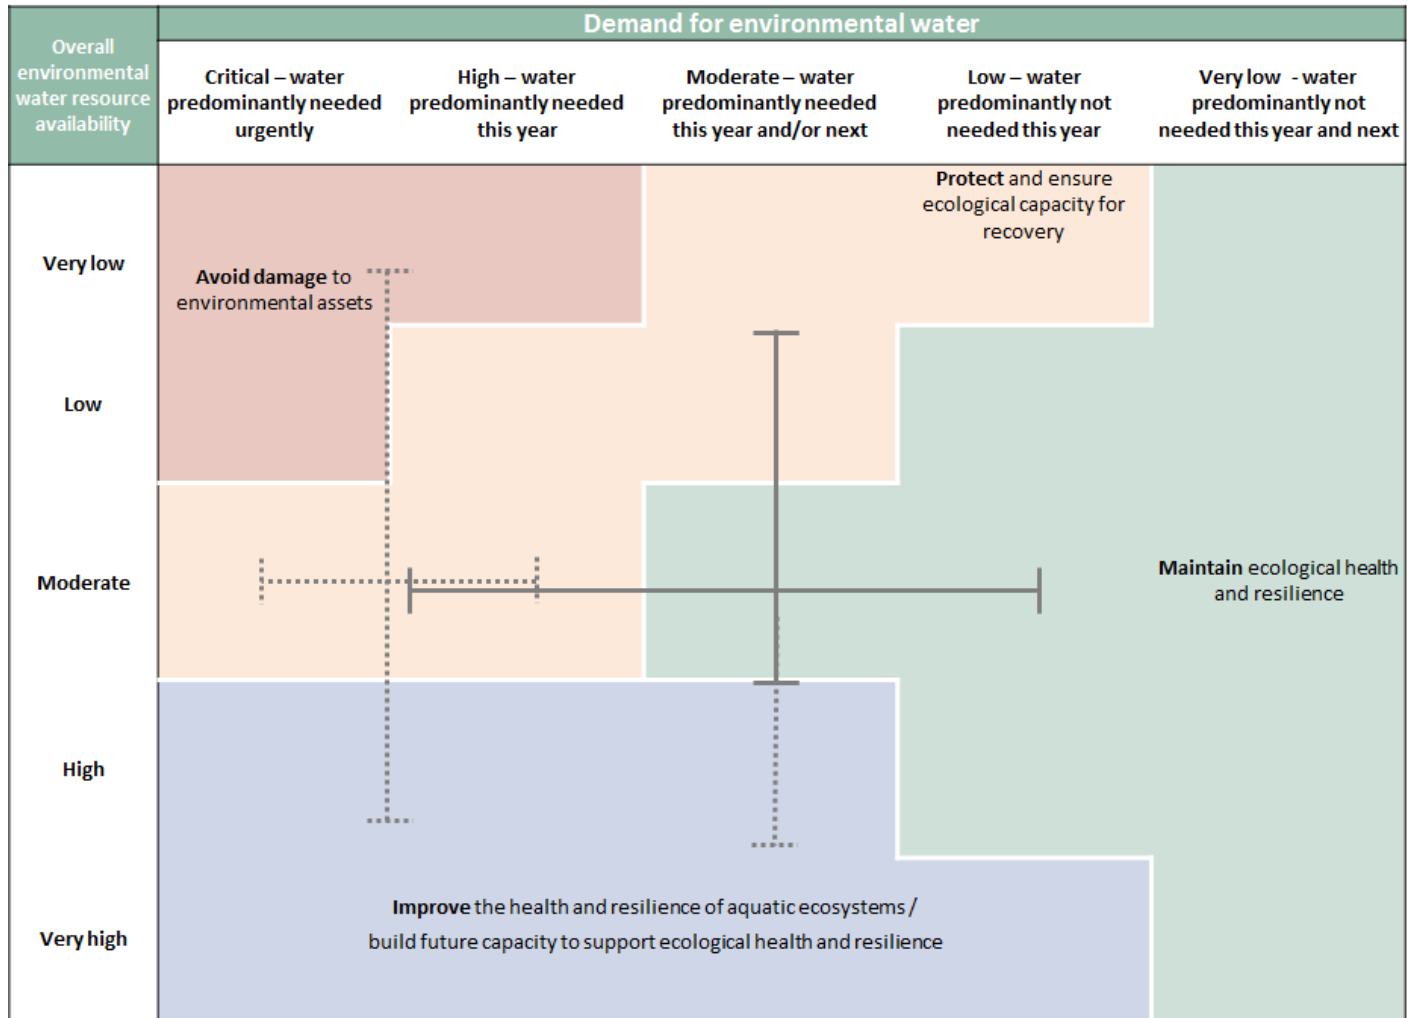 Demand for environmental water
Overall
environmental
water resource
availability
Critical – water
predominantly needed
urgently
High – water
predominantly needed
this year
Moderate – water
predominantly needed
this year and/or next
Low – water
predominantly not
needed this year
Very low - water
predominantly not
needed this year and next
Very low
Avoid damage to
environmental assets
Protect and ensure
ecological capacity for
recovery
Low
Moderate
Maintain ecological health
and resilience
High
Very high
Improve the health and resilience of aquatic ecosystems /
build future capacity to support ecological health and resilience